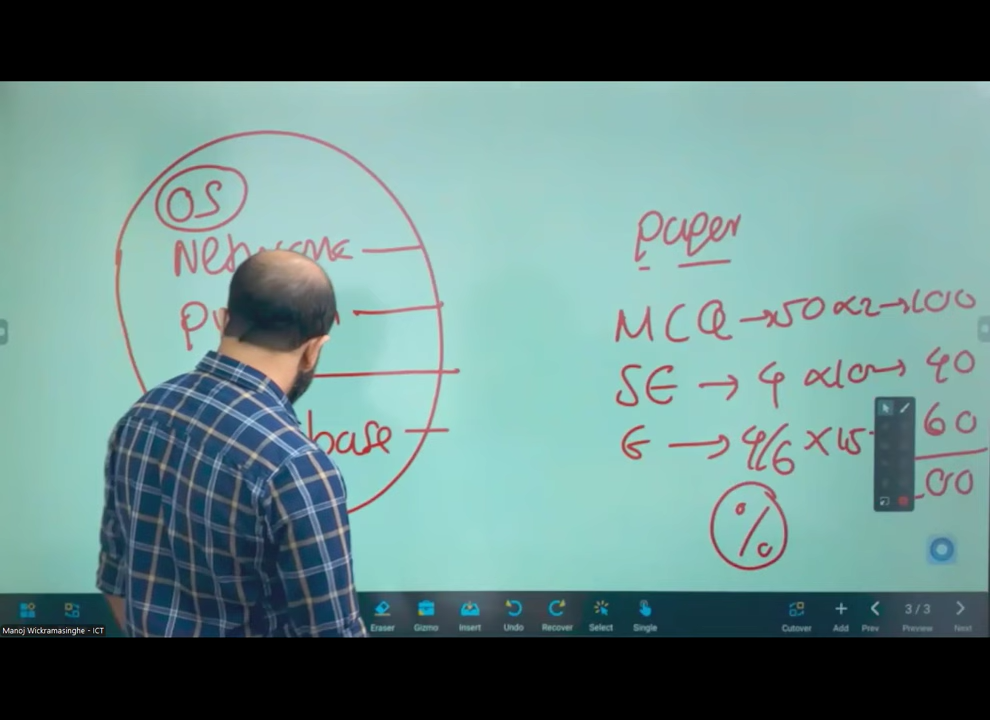 OS
base
Paper
MCQ → 50 x 2 → 100
SE → 4 x 10 → 40
E → 4/6 x 15
60
00
%
Eraser
Gizmo
Insert
Undo
Recover
Select
Single
Cutover
Add
Prev
3 / 3
Preview
Next
Manoj Wickramasinghe - ICT